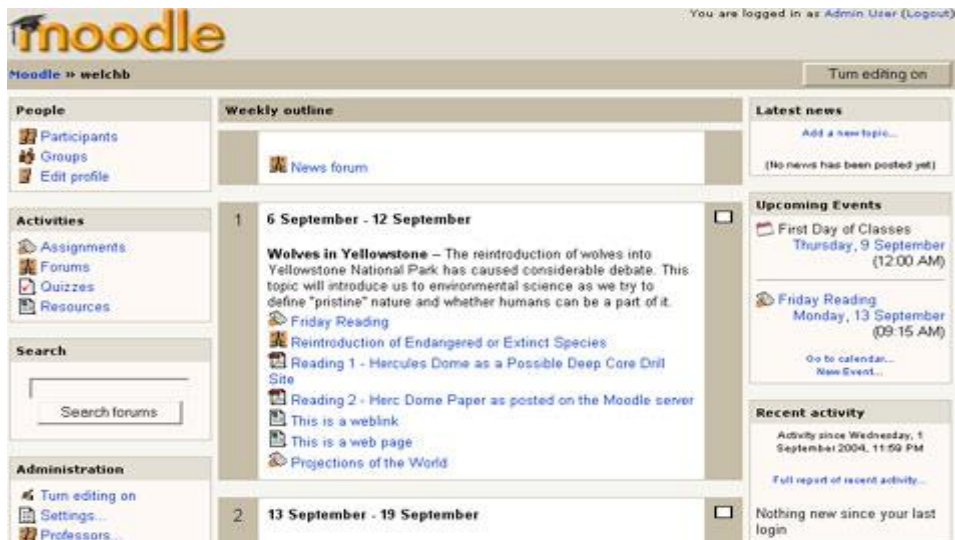 moodle
You are logged in as Admin User (Logout)
Moodle » welchb
Turn editing on
People
Participants
Groups
Edit profile
Activities
Assignments
Forums
Quizzes
Resources
Search
Search forums
Administration
Turn editing on
Settings...
Professors...
Weekly outline
News forum
1
6 September - 12 September
Wolves in Yellowstone – The reintroduction of wolves into
Yellowstone National Park has caused considerable debate. This
topic will introduce us to environmental science as we try to
define "pristine" nature and whether humans can be a part of it.
Friday Reading
Reintroduction of Endangered or Extinct Species
Reading 1 - Hercules Dome as a Possible Deep Core Drill
Site
Reading 2 - Herc Dome Paper as posted on the Moodle server
This is a weblink
This is a web page
Projections of the World
2
13 September - 19 September
Latest news
Add a new topic...
(No news has been posted yet)
Upcoming Events
First Day of Classes
Thursday, 9 September
(12:00 AM)
Friday Reading
Monday, 13 September
(09:15 AM)
Go to calendar...
New Event...
Recent activity
Activity since Wednesday, 1
September 2004, 11:59 PM
Full report of recent activity...
Nothing new since your last
login